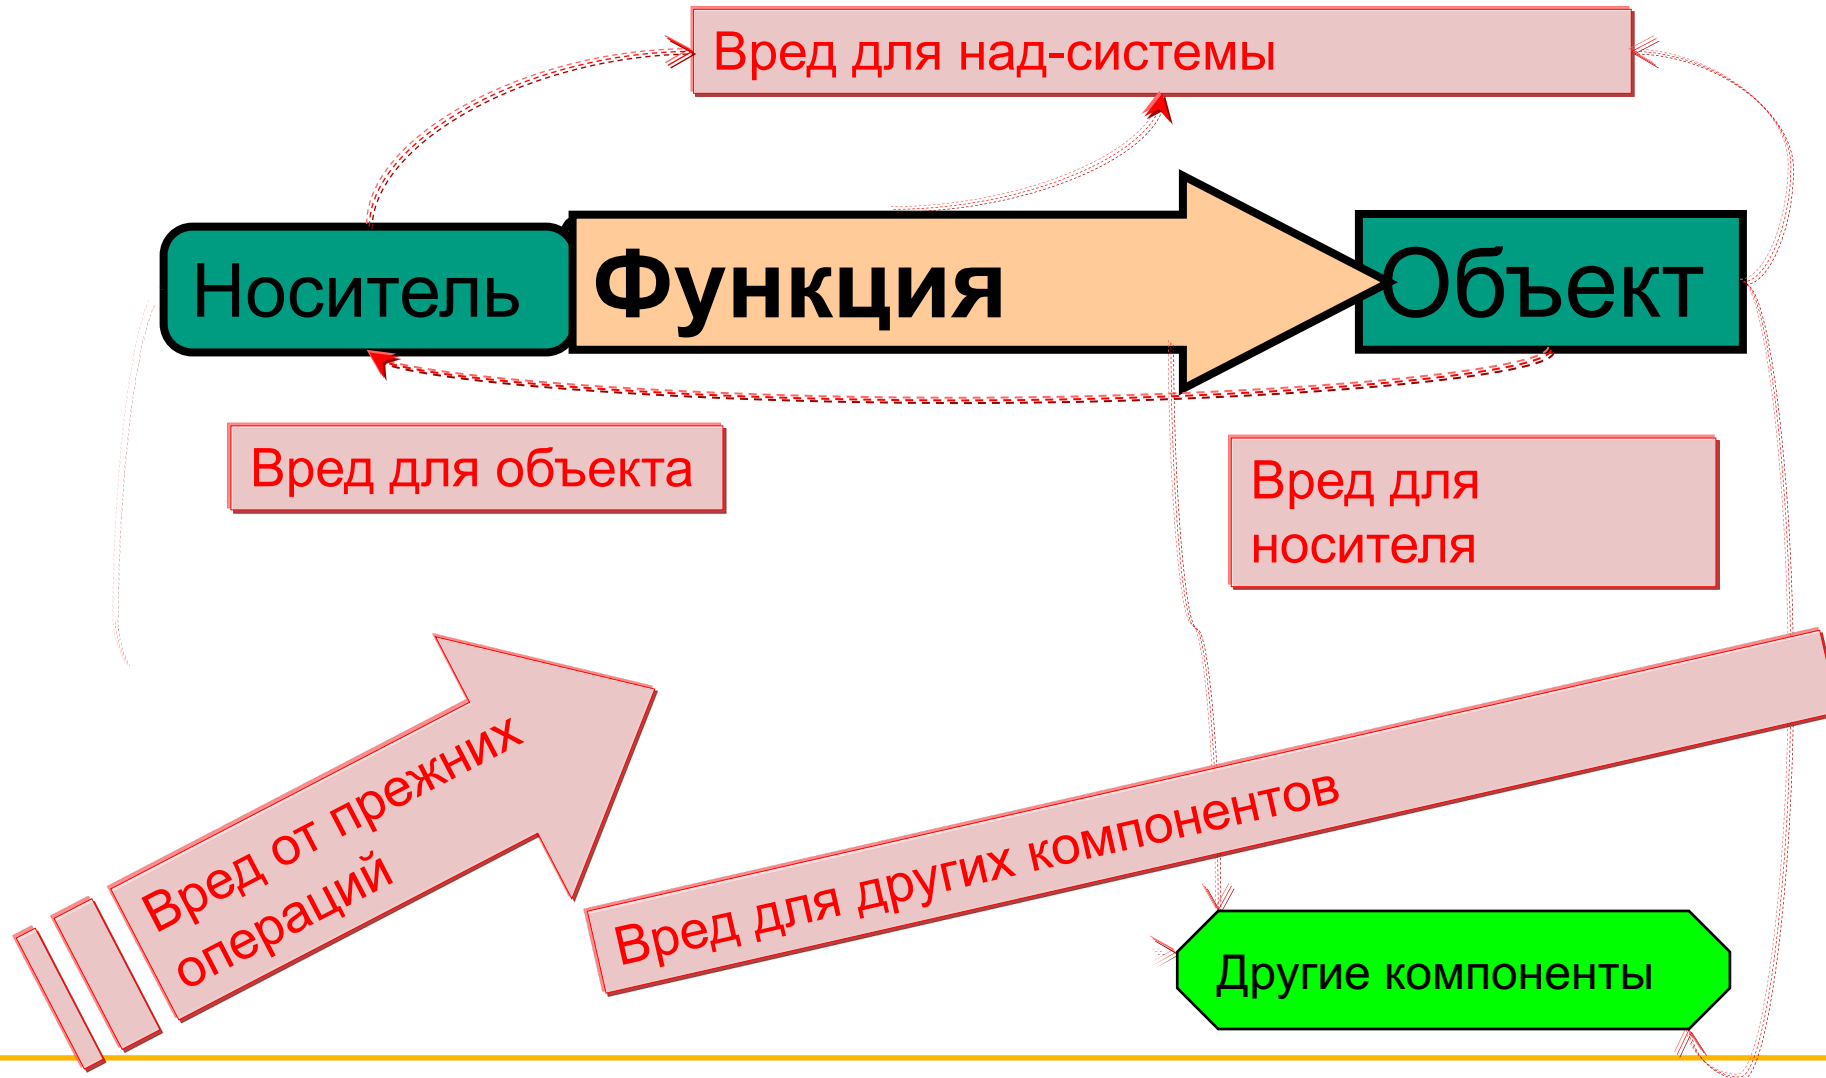 Вред для над-системы
Носитель
Функция
Объект
Вред для объекта
Вред для
носителя
Вред от прежних
операций
Вред для других компонентов
Другие компоненты